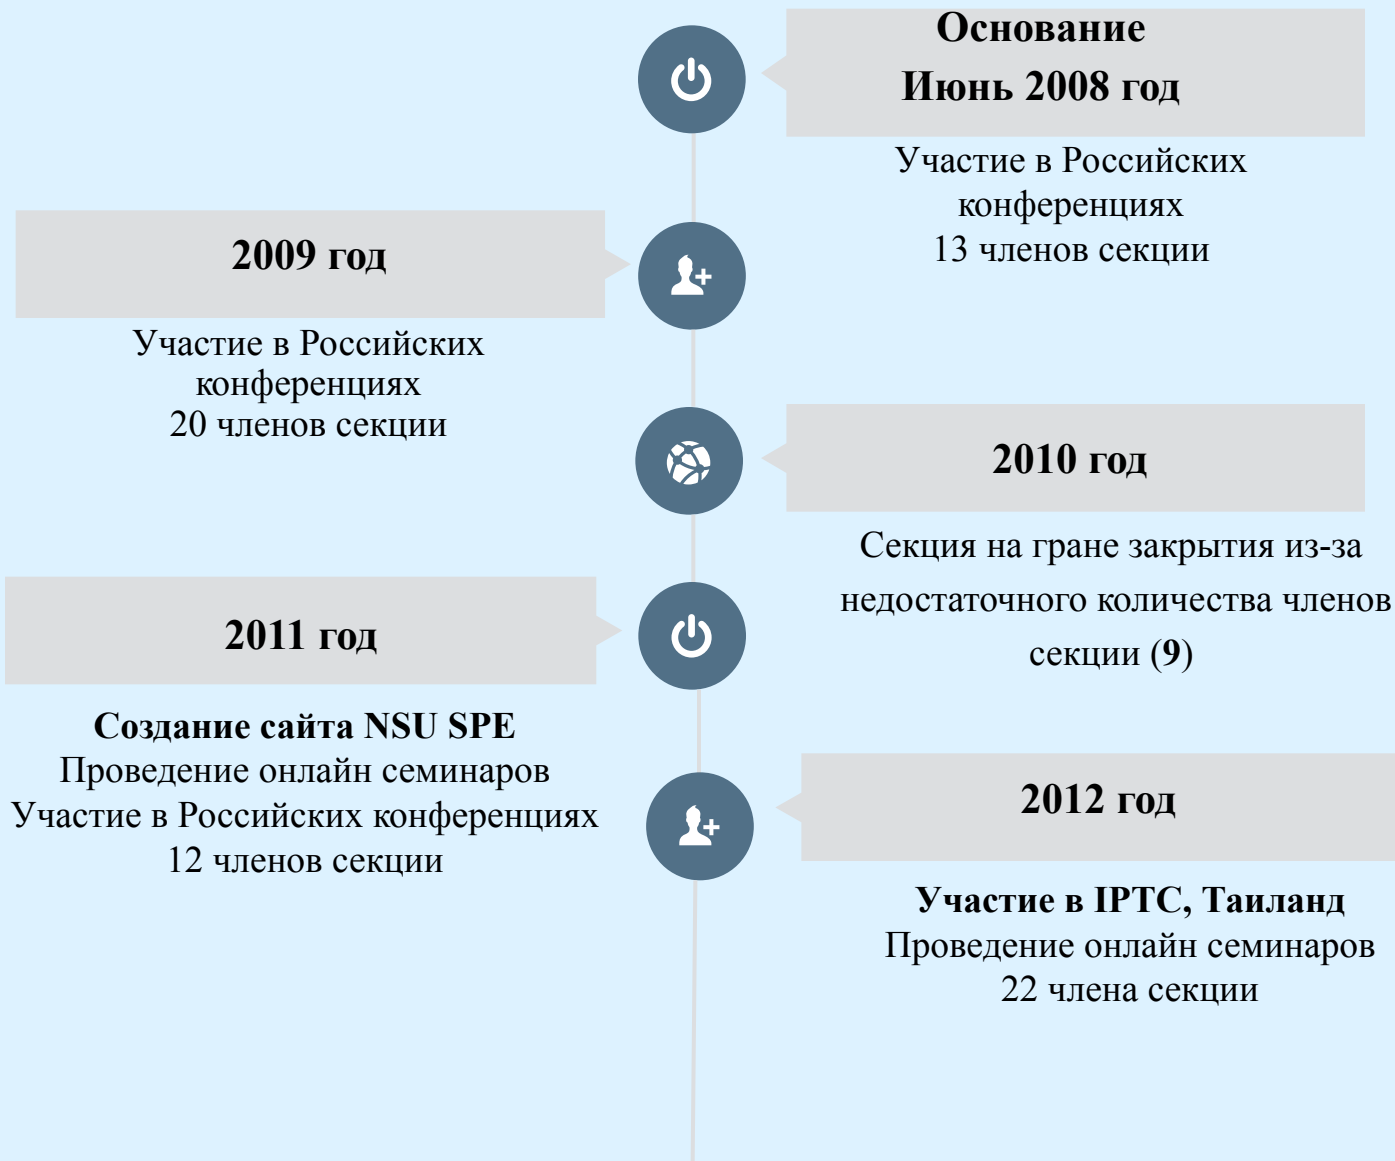 Основание
Июнь 2008 год
Участие в Российских
конференциях
13 членов секции
2009 год
Участие в Российских
конференциях
20 членов секции
2010 год
Секция на гране закрытия из-за
недостаточного количества членов
секции (9)
2011 год
Создание сайта NSU SPE
Проведение онлайн семинаров
Участие в Российских конференциях
12 членов секции
2012 год
Участие в IPTC, Таиланд
Проведение онлайн семинаров
22 члена секции